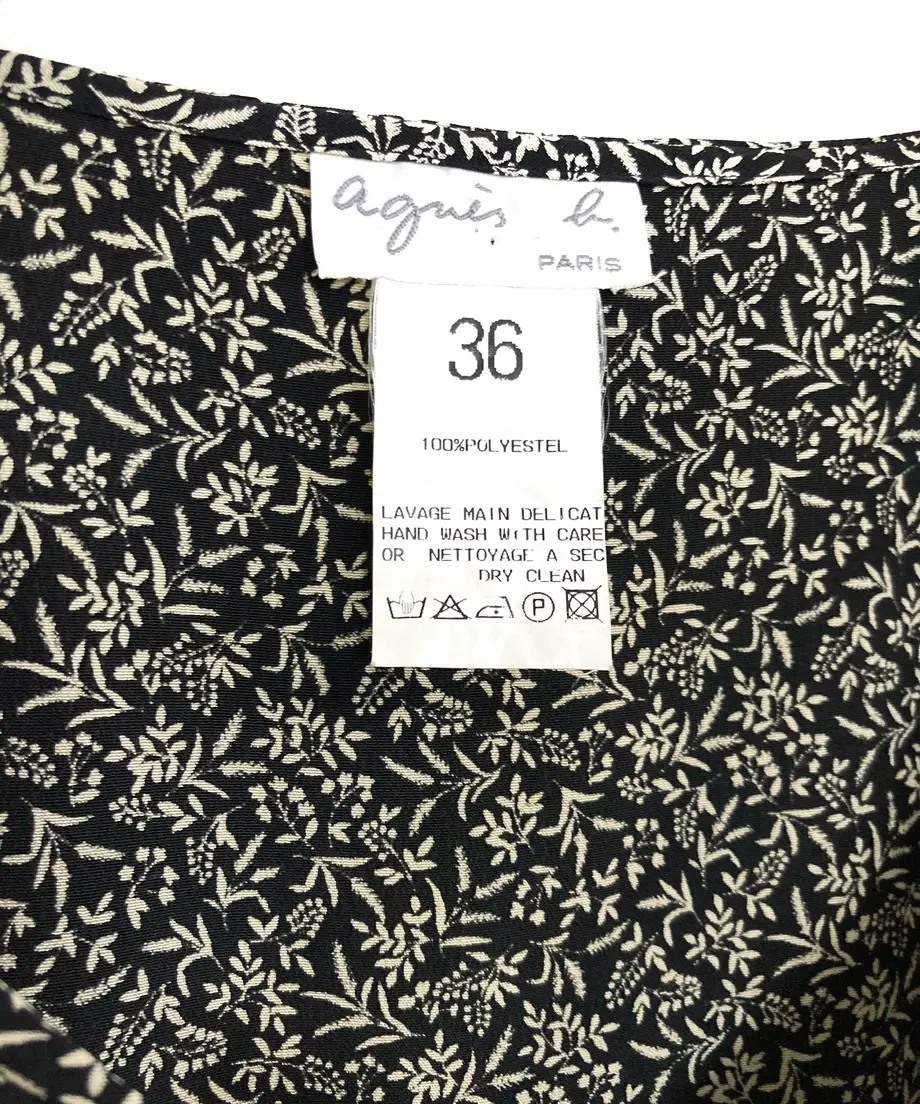 agnès b.
PARIS
36
100%POLYESTEL
LAVAGE MAIN DELICAT
HAND WASH WITH CARE
OR NETTOYAGE A SEC
DRY CLEAN
P